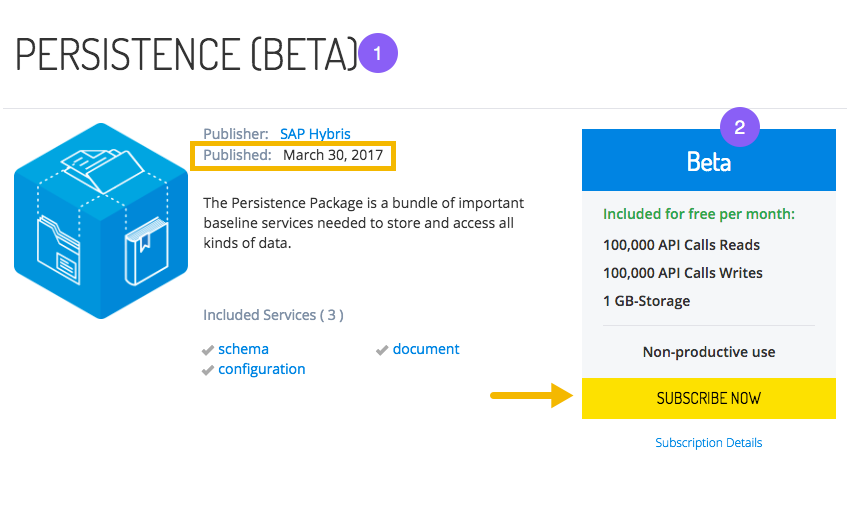 PERSISTENCE (BETA)
1
Publisher: SAP Hybris
Published: March 30, 2017
The Persistence Package is a bundle of important
baseline services needed to store and access all
kinds of data.
Included Services ( 3 )
schema
document
configuration
2
Beta
Included for free per month:
100,000 API Calls Reads
100,000 API Calls Writes
1 GB-Storage
Non-productive use
SUBSCRIBE NOW
Subscription Details